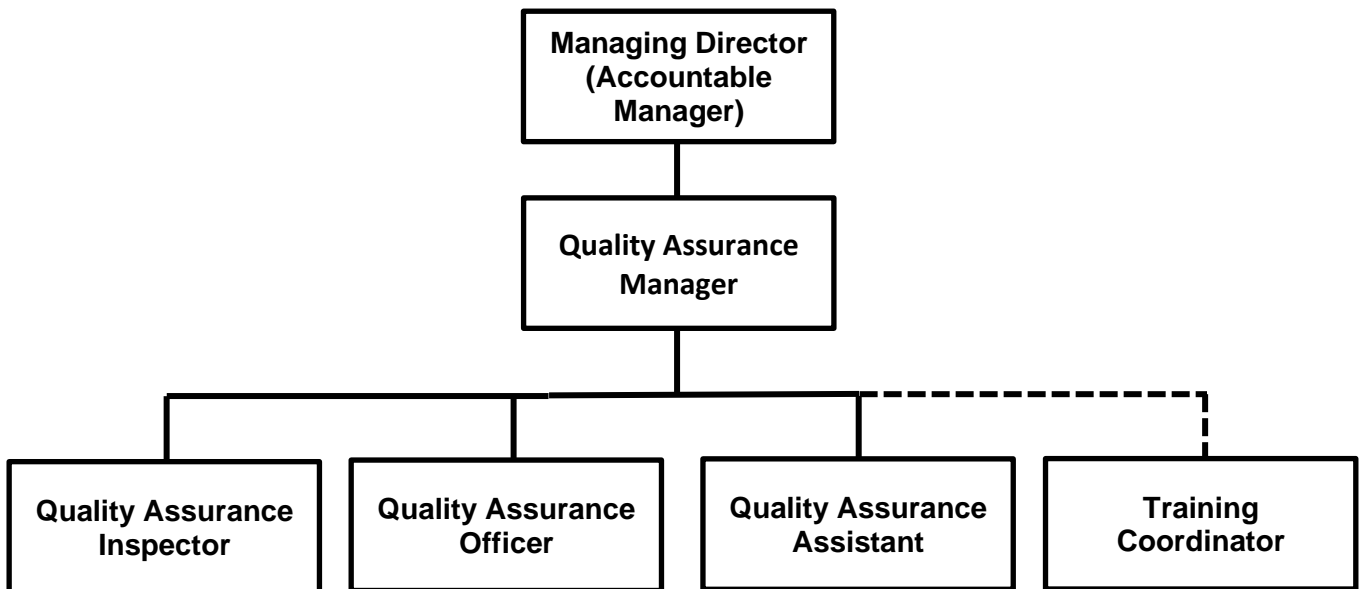 Managing Director
(Accountable
Manager)
Quality Assurance
Manager
Quality Assurance
Inspector
Quality Assurance
Officer
Quality Assurance
Assistant
Training
Coordinator